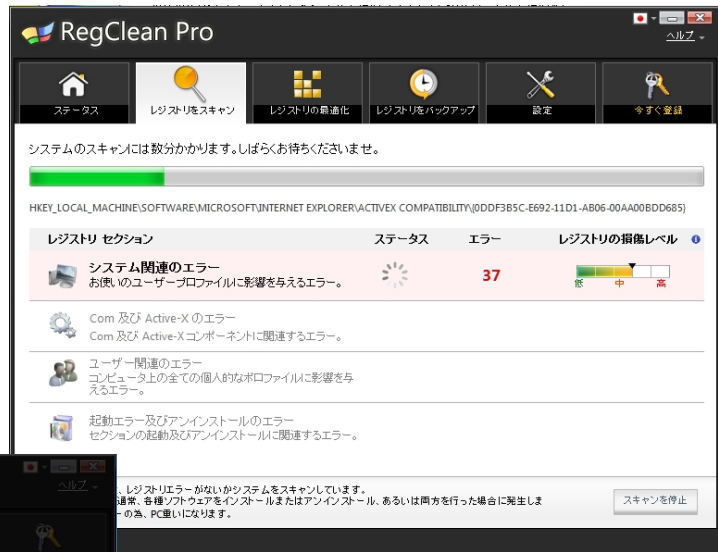 RegClean Pro
ヘルプ
ステータス
レジストリをスキャン
レジストリの最適化
レジストリをバックアップ
設定
今すぐ登録
システムのスキャンには数分かかります。しばらくお待ちくださいませ。
HKEY_LOCAL_MACHINE\SOFTWARE\MICROSOFT\INTERNET EXPLORER\ACTIVEX COMPATIBILITY\{0DDF3B5C-E692-11D1-AB06-00AA00BDD685}
レジストリ セクション ステータス エラー レジストリの損傷レベル
システム関連のエラー
お使いのユーザープロファイルに影響を与えるエラー。
37
低 中 高
Com 及び Active-X のエラー
Com 及び Active-X コンポーネントに関連するエラー。
ユーザー関連のエラー
コンピュータ上の全ての個人的なポロファイルに影響を与
えるエラー。
起動エラー及びアンインストールのエラー
セクションの起動及びアンインストールに関連するエラー。
ヘルプ
、レジストリエラーがないかシステムをスキャンしています。
通常、各種ソフトウェアをインストールまたはアンインストール、あるいは両方を行った場合に発生しま
ーの為、PC重いになります。
スキャンを停止